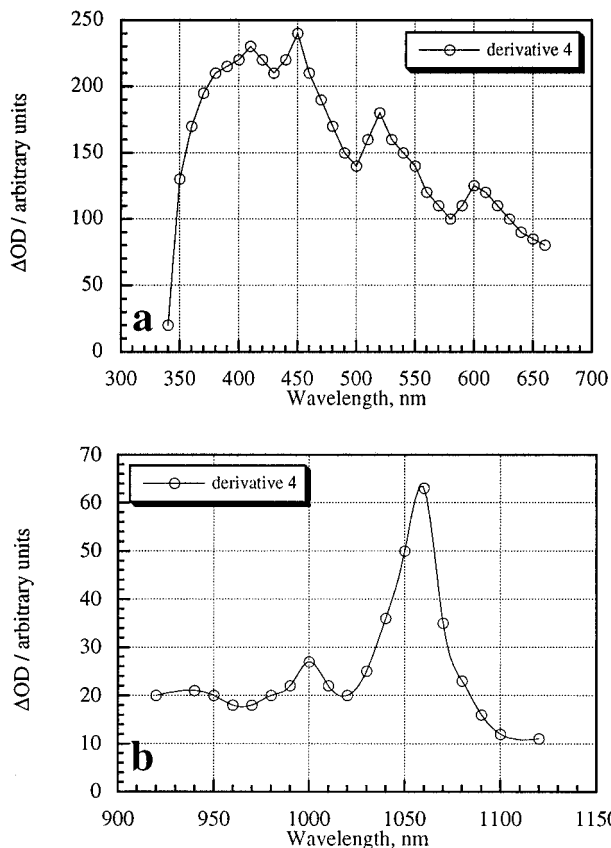 250
200
150
100
50
0
ΔOD / arbitrary units
derivative 4
a
300 350 400 450 500 550 600 650 700
Wavelength, nm
70
60
50
40
30
20
10
0
ΔOD / arbitrary units
derivative 4
b
900 950 1000 1050 1100 1150
Wavelength, nm